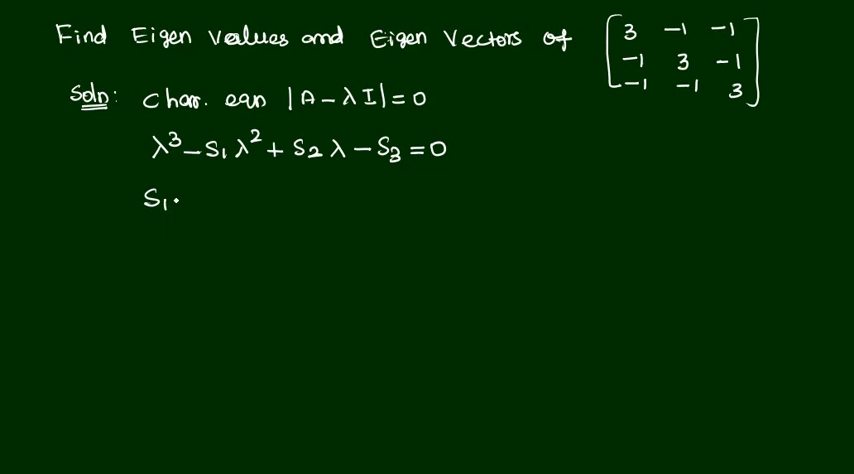 Find Eigen values and Eigen Vectors of [3 -1 -1
-1 3 -1
-1 -1 3]
Soln: Char. eqn |A - λI| = 0
λ³ - S₁λ² + S₂λ - S₃ = 0
S₁